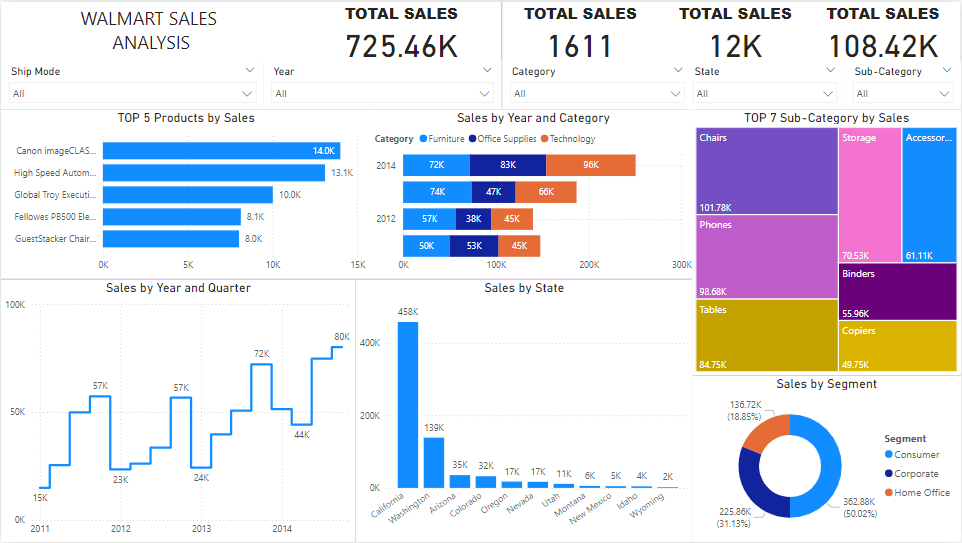 WALMART SALES
ANALYSIS
TOTAL SALES
725.46K
TOTAL SALES
1611
TOTAL SALES
12K
TOTAL SALES
108.42K
Ship Mode
All
Year
All
Category
All
State
All
Sub-Category
All
TOP 5 Products by Sales
Canon imageCLAS...
14.0K
High Speed Autom...
13.1K
Global Troy Executi...
10.0K
Fellowes PB500 Ele...
8.1K
GuestStacker Chair...
8.0K
0K 5K 10K 15K
Sales by Year and Category
Category Furniture Office Supplies Technology
2014 72K 83K 96K
74K 47K 66K
2012 57K 38K 45K
50K 53K 45K
0K 100K 200K 300K
TOP 7 Sub-Category by Sales
Chairs
101.78K
Phones
98.68K
Tables
84.75K
Storage
70.53K
Accessor...
61.11K
Binders
55.96K
Copiers
49.75K
Sales by Year and Quarter
100K
50K
0K
15K
57K
23K
57K
24K
72K
44K
80K
2011 2012 2013 2014
Sales by State
400K
200K
0K
458K
139K
35K
32K
17K
17K
11K
6K
5K
4K
2K
California
Washington
Arizona
Colorado
Oregon
Nevada
Utah
Montana
New Mexico
Idaho
Wyoming
Sales by Segment
136.72K
(18.85%)
225.86K
(31.13%)
362.88K
(50.02%)
Segment
Consumer
Corporate
Home Office